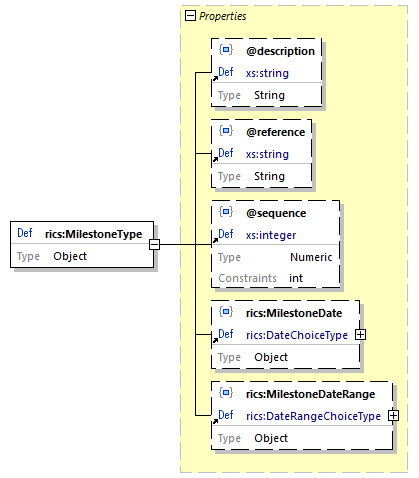 Properties
@description
Def xs:string
Type String
@reference
Def xs:string
Type String
@sequence
Def xs:integer
Type Numeric
Constraints int
Def rics:MilestoneType
Type Object
rics:MilestoneDate
Def rics:DateChoiceType
Type Object
rics:MilestoneDateRange
Def rics:DateRangeChoiceType
Type Object